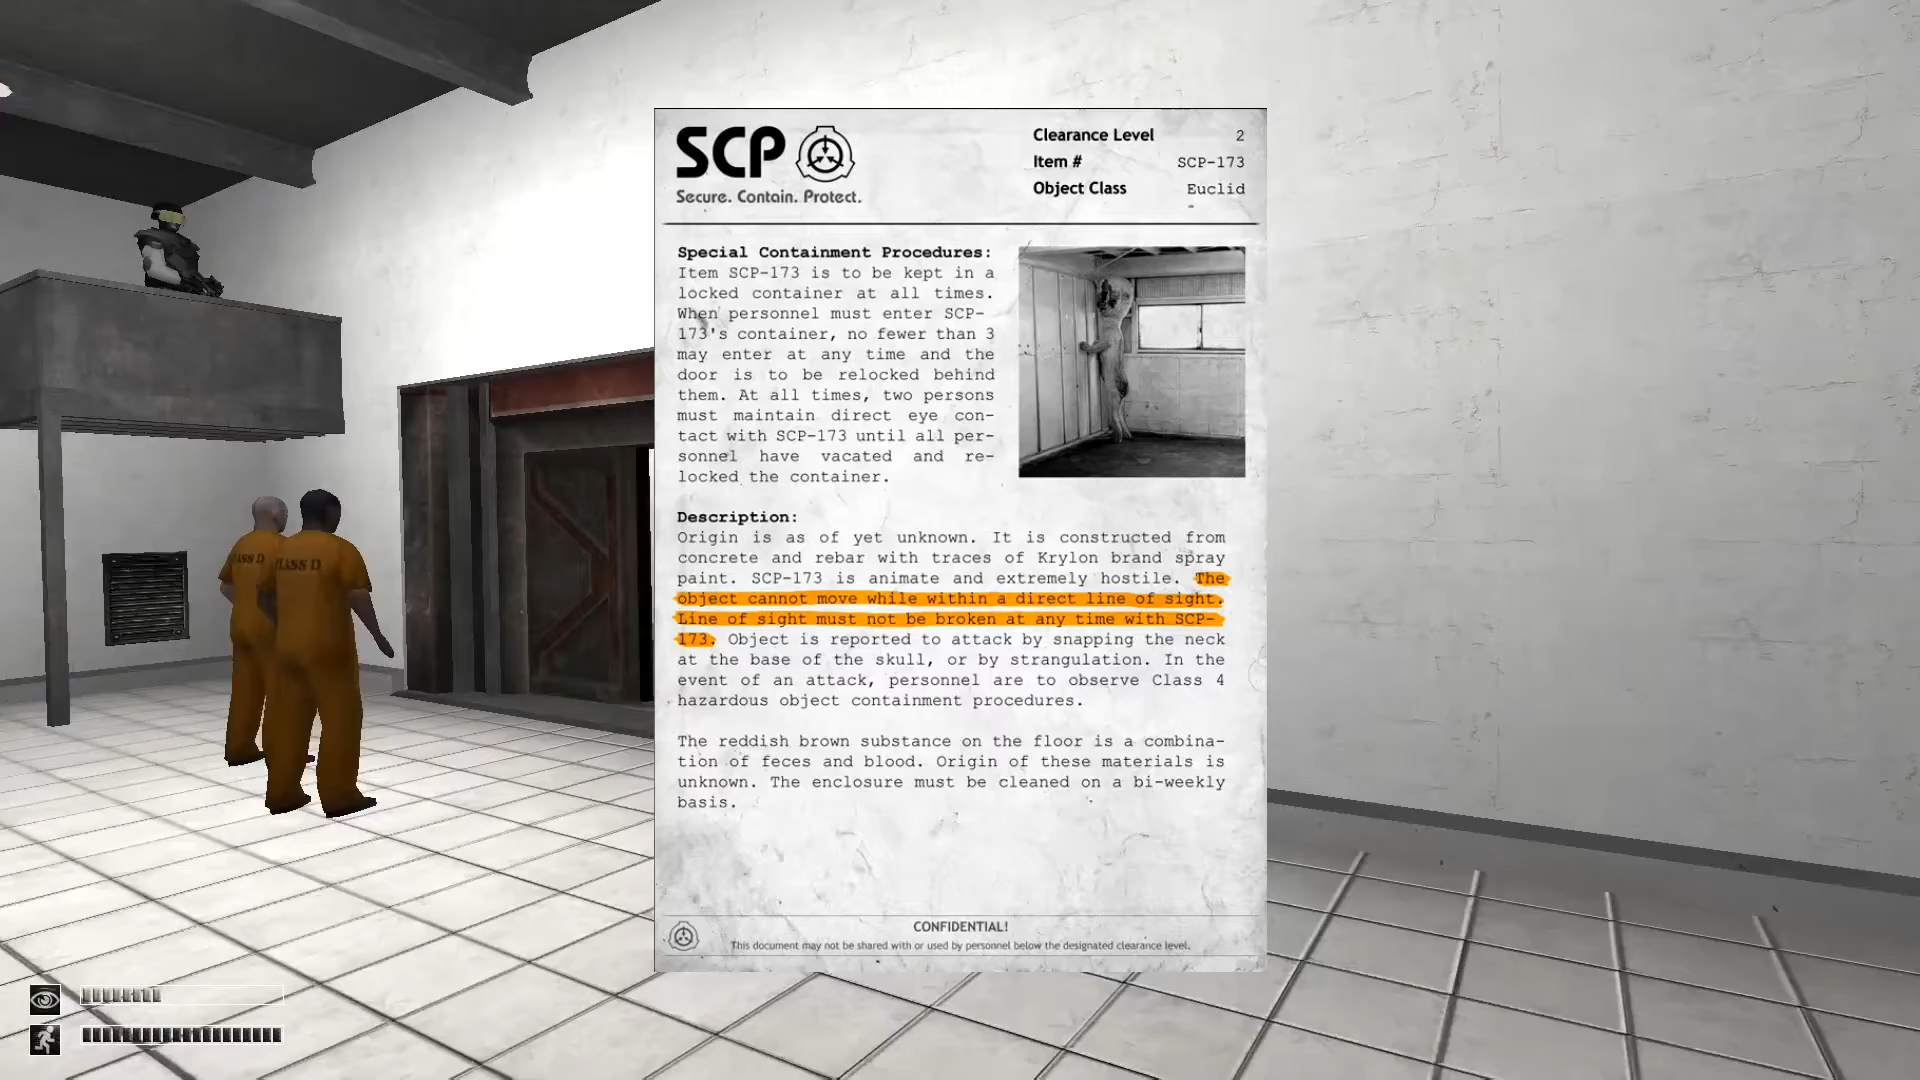 SCP
Secure. Contain. Protect.
Clearance Level 2
Item # SCP-173
Object Class Euclid
Special Containment Procedures:
Item SCP-173 is to be kept in a
locked container at all times.
When personnel must enter SCP-
173's container, no fewer than 3
may enter at any time and the
door is to be relocked behind
them. At all times, two persons
must maintain direct eye con-
tact with SCP-173 until all per-
sonnel have vacated and re-
locked the container.
Description:
Origin is as of yet unknown. It is constructed from
concrete and rebar with traces of Krylon brand spray
paint. SCP-173 is animate and extremely hostile. The
object cannot move while within a direct line of sight.
Line of sight must not be broken at any time with SCP-
173. Object is reported to attack by snapping the neck
at the base of the skull, or by strangulation. In the
event of an attack, personnel are to observe Class 4
hazardous object containment procedures.
The reddish brown substance on the floor is a combina-
tion of feces and blood. Origin of these materials is
unknown. The enclosure must be cleaned on a bi-weekly
basis.
CONFIDENTIAL!
This document may not be shared with or used by personnel below the designated clearance level.
ASS D
LASS D